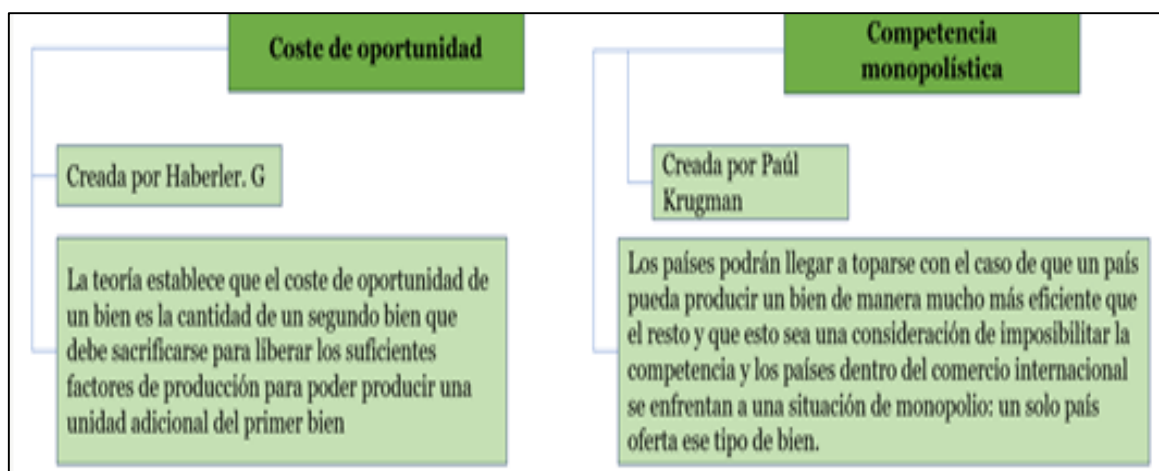 Coste de oportunidad
Creada por Haberler. G
La teoría establece que el coste de oportunidad de
un bien es la cantidad de un segundo bien que
debe sacrificarse para liberar los suficientes
factores de producción para poder producir una
unidad adicional del primer bien
Competencia
monopolística
Creada por Paúl
Krugman
Los países podrán llegar a toparse con el caso de que un país
pueda producir un bien de manera mucho más eficiente que
el resto y que esto sea una consideración de imposibilitar la
competencia y los países dentro del comercio internacional
se enfrentan a una situación de monopolio: un solo país
oferta ese tipo de bien.